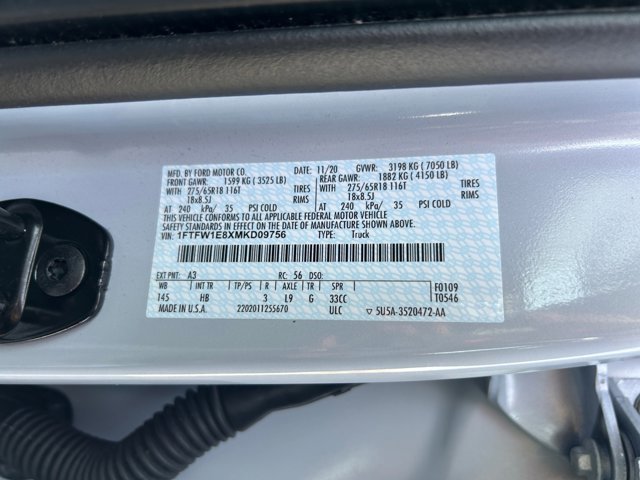 MFD. BY FORD MOTOR CO. DATE: 11/20 GVWR: 3198 KG ( 7050 LB)
FRONT GAWR: 1599 KG ( 3525 LB) REAR GAWR: 1882 KG ( 4150 LB)
WITH 275/65R18 116T TIRES WITH 275/65R18 116T TIRES
18x8.5J RIMS 18x8.5J RIMS
AT 240 kPa/ 35 PSI COLD AT 240 kPa/ 35 PSI COLD
THIS VEHICLE CONFORMS TO ALL APPLICABLE FEDERAL MOTOR VEHICLE
SAFETY STANDARDS IN EFFECT ON THE DATE OF MANUFACTURE SHOWN ABOVE.
VIN: 1FTFW1E8XMKD09756 TYPE: Truck
EXT PNT: A3 RC: 56 DSO:
WB INT TR TP/PS R AXLE TR SPR F0109
145 HB 3 L9 G 33CC T0546
MADE IN U.S.A. 2202011255670 ULC ▽ 5U5A-3520472-AA